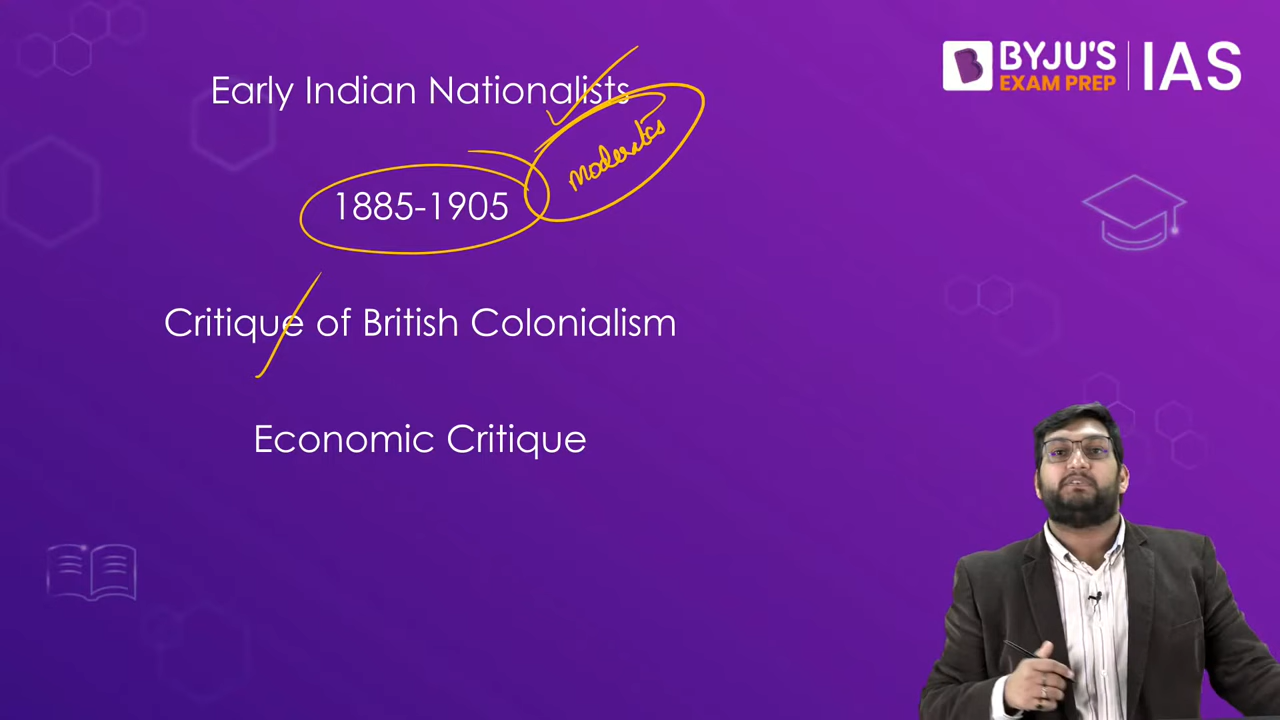 Early Indian Nationalists
moderates
1885-1905
Critique of British Colonialism
Economic Critique
BYJU'S
EXAM PREP
IAS